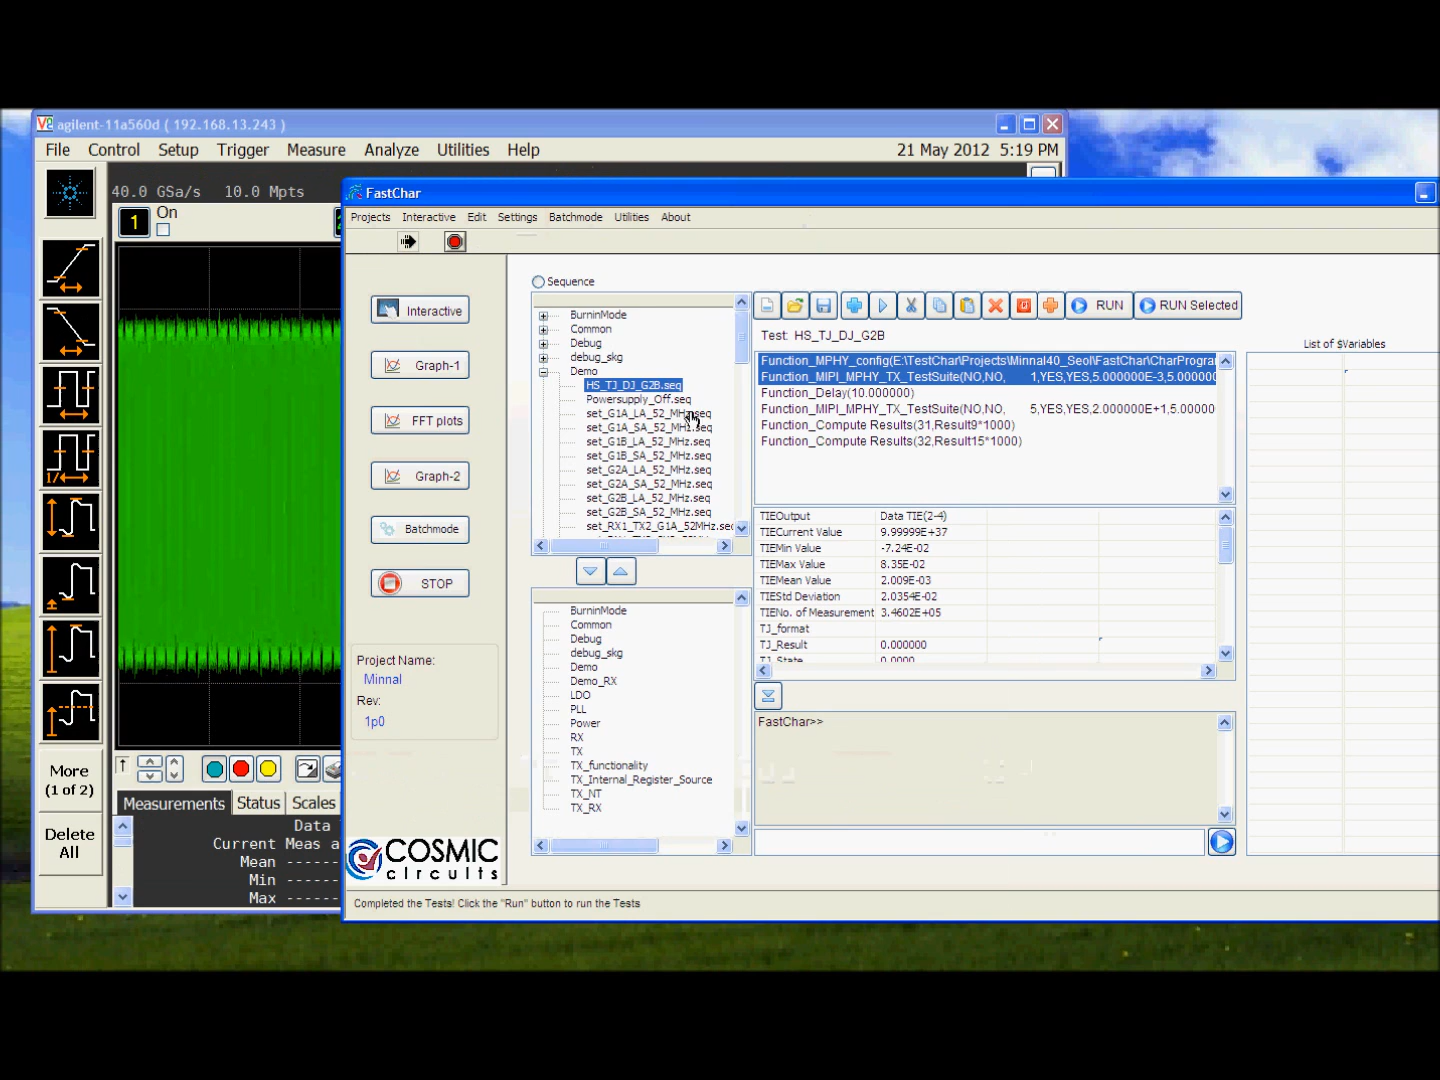 agilent-11a560d ( 192.168.13.243 )
File Control Setup Trigger Measure Analyze Utilities Help
21 May 2012 5:19 PM
40.0 GSa/s 10.0 Mpts
1
On
More
(1 of 2)
Delete
All
Measurements Status Scales
Data
Current Meas a
Mean ------
Min -----
Max ------
FastChar
Projects Interactive Edit Settings Batchmode Utilities About
Interactive
Graph-1
FFT plots
Graph-2
Batchmode
STOP
Project Name:
Minnal
Rev:
1p0
COSMIC
circuits
Sequence
BurninMode
Common
Debug
debug_skg
Demo
HS_TJ_DJ_G2B.seq
Powersupply_Off.seq
set_G1A_LA_52_MHz.seq
set_G1A_SA_52_MHz.seq
set_G1B_LA_52_MHz.seq
set_G1B_SA_52_MHz.seq
set_G2A_LA_52_MHz.seq
set_G2A_SA_52_MHz.seq
set_G2B_LA_52_MHz.seq
set_G2B_SA_52_MHz.seq
set_RX1_TX2_G1A_52MHz.sec
BurninMode
Common
Debug
debug_skg
Demo
Demo_RX
LDO
PLL
Power
RX
TX
TX_functionality
TX_Internal_Register_Source
TX_NT
TX_RX
RUN
RUN Selected
Test: HS_TJ_DJ_G2B
Function_MPHY_config(E:\TestChar\Projects\Minnal40_Seol\FastChar\CharPrograr
Function_MIPI_MPHY_TX_TestSuite(NO,NO, 1,YES,YES,5.000000E-3,5.00000(
Function_Delay(10.000000)
Function_MIPI_MPHY_TX_TestSuite(NO,NO, 5,YES,YES,2.000000E+1,5.00000
Function_Compute Results(31,Result9*1000)
Function_Compute Results(32,Result15*1000)
TIEOutput Data TIE(2-4)
TIECurrent Value 9.99999E+37
TIEMin Value -7.24E-02
TIEMax Value 8.35E-02
TIEMean Value 2.009E-03
TIEStd Deviation 2.0354E-02
TIENo. of Measurement 3.4602E+05
TJ_format
TJ_Result 0.000000
TJ_State 0.0000
FastChar>>
List of $Variables
Completed the Tests! Click the "Run" button to run the Tests